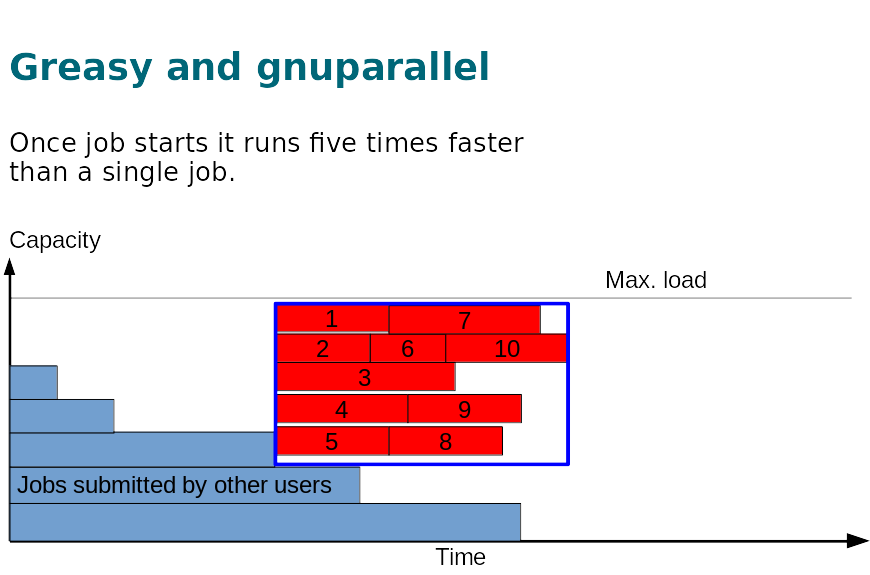 Greasy and gnuparallel
Once job starts it runs five times faster
than a single job.
Capacity
Max. load
1 7
2 6 10
3
4 9
5 8
Jobs submitted by other users
Time